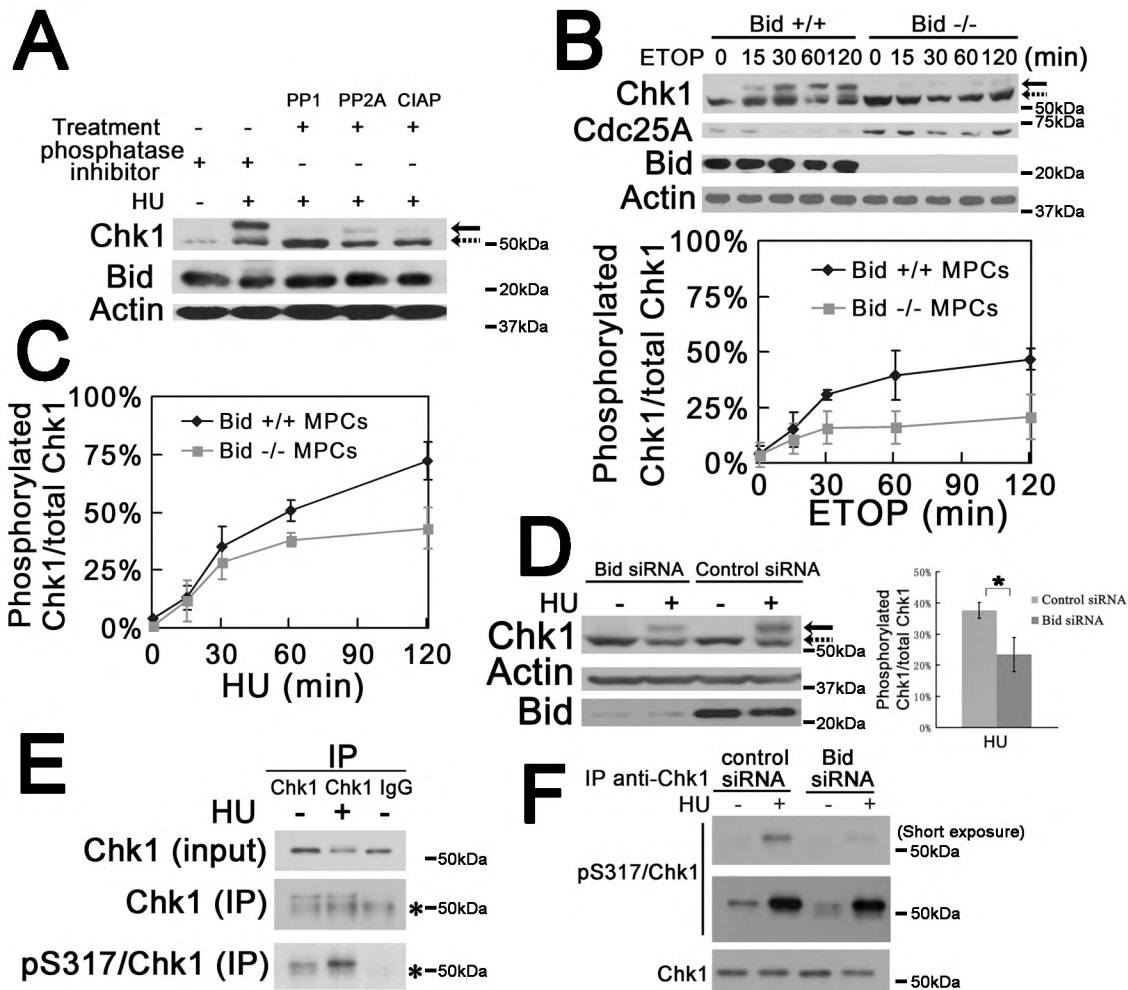 A
PP1 PP2A CIAP
Treatment - - + + +
phosphatase inhibitor + + - - -
HU - + + + +
Chk1
50kDa
Bid
20kDa
Actin
37kDa
B
Bid +/+ Bid -/-
ETOP 0 15 30 60 120 0 15 30 60 120 (min)
Chk1
50kDa
75kDa
Cdc25A
Bid
20kDa
Actin
37kDa
Phosphorylated Chk1/total Chk1
100%
75%
50%
25%
0%
Bid +/+ MPCs
Bid -/- MPCs
0 30 60 90 120
ETOP (min)
C
Phosphorylated Chk1/total Chk1
100%
75%
50%
25%
0%
Bid +/+ MPCs
Bid -/- MPCs
0 30 60 90 120
HU (min)
D
Bid siRNA Control siRNA
HU - + - +
Chk1
50kDa
Actin
37kDa
Bid
20kDa
Phosphorylated Chk1/total Chk1
50%
40%
30%
20%
10%
0%
*
Control siRNA
Bid siRNA
HU
E
IP
Chk1 Chk1 IgG
HU - + -
Chk1 (input)
50kDa
Chk1 (IP)
* 50kDa
pS317/Chk1 (IP)
* 50kDa
F
IP anti-Chk1
control siRNA
Bid siRNA
HU - + - +
(Short exposure)
50kDa
pS317/Chk1
50kDa
Chk1
50kDa